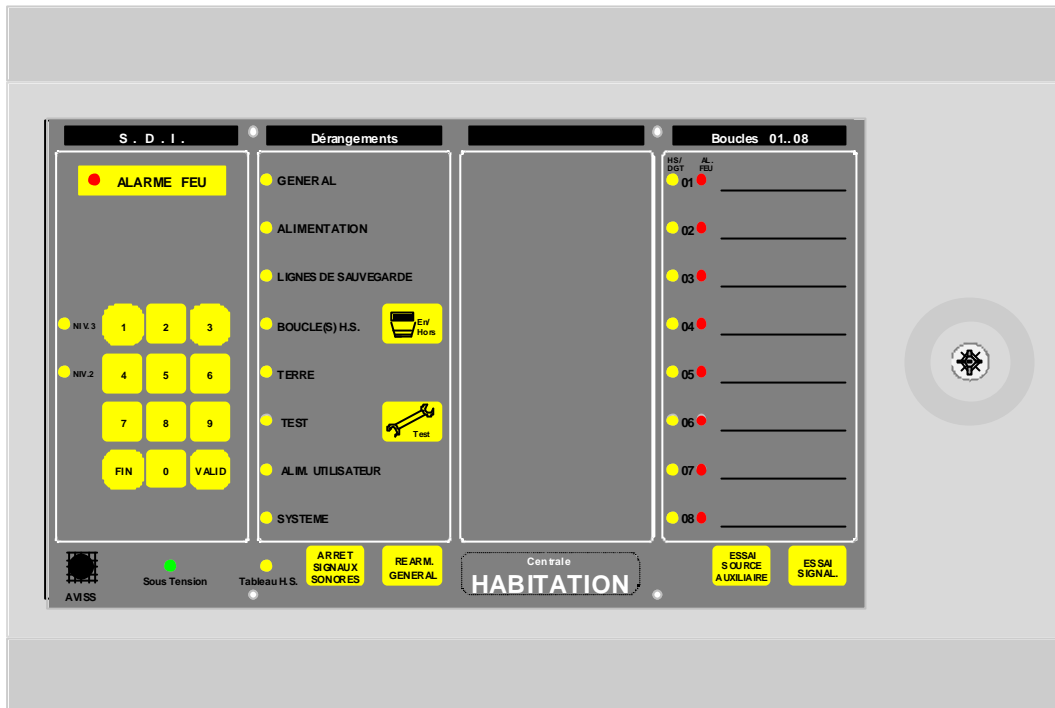 S . D . I .
Dérangements
Boucles 01..08
ALARME FEU
NIV.3
1
2
3
NIV.2
4
5
6
7
8
9
FIN
0
VALID
GENERAL
ALIMENTATION
LIGNES DE SAUVEGARDE
BOUCLE(S) H.S.
En/
Hors
TERRE
TEST
Test
ALIM. UTILISATEUR
SYSTEME
HS/
DGT
AL.
FEU
01
02
03
04
05
06
07
08
AVISS
Sous Tension
Tableau H.S.
ARRET
SIGNAUX
SONORES
REARM.
GENERAL
Centrale
HABITATION
ESSAI
SOURCE
AUXILIAIRE
ESSAI
SIGNAL.